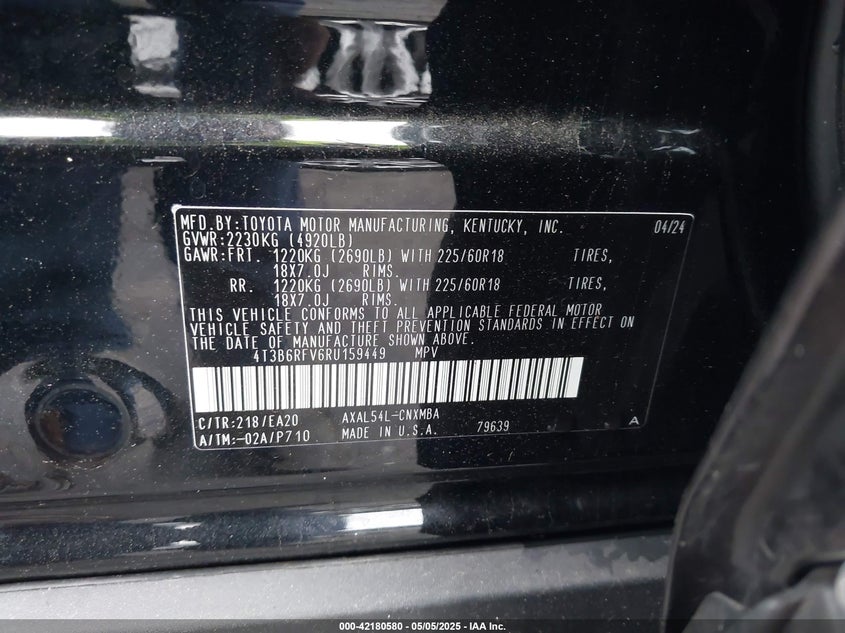 MFD.BY:TOYOTA MOTOR MANUFACTURING, KENTUCKY, INC. 04/24
GVWR:2230KG (4920LB)
GAWR:FRT. 1220KG (2690LB) WITH 225/60R18 TIRES,
18X7.0J RIMS.
RR. 1220KG (2690LB) WITH 225/60R18 TIRES,
18X7.0J RIMS.
THIS VEHICLE CONFORMS TO ALL APPLICABLE FEDERAL MOTOR
VEHICLE SAFETY AND THEFT PREVENTION STANDARDS IN EFFECT ON
THE DATE OF MANUFACTURE SHOWN ABOVE.
4T3B6RFV6RU159449 MPV
C/TR:218/EA20 AXAL54L-CNXMBA
A/TM:-02A/P710 MADE IN U.S.A. 79639 A
000-42180580 - 05/05/2025 - IAA Inc.